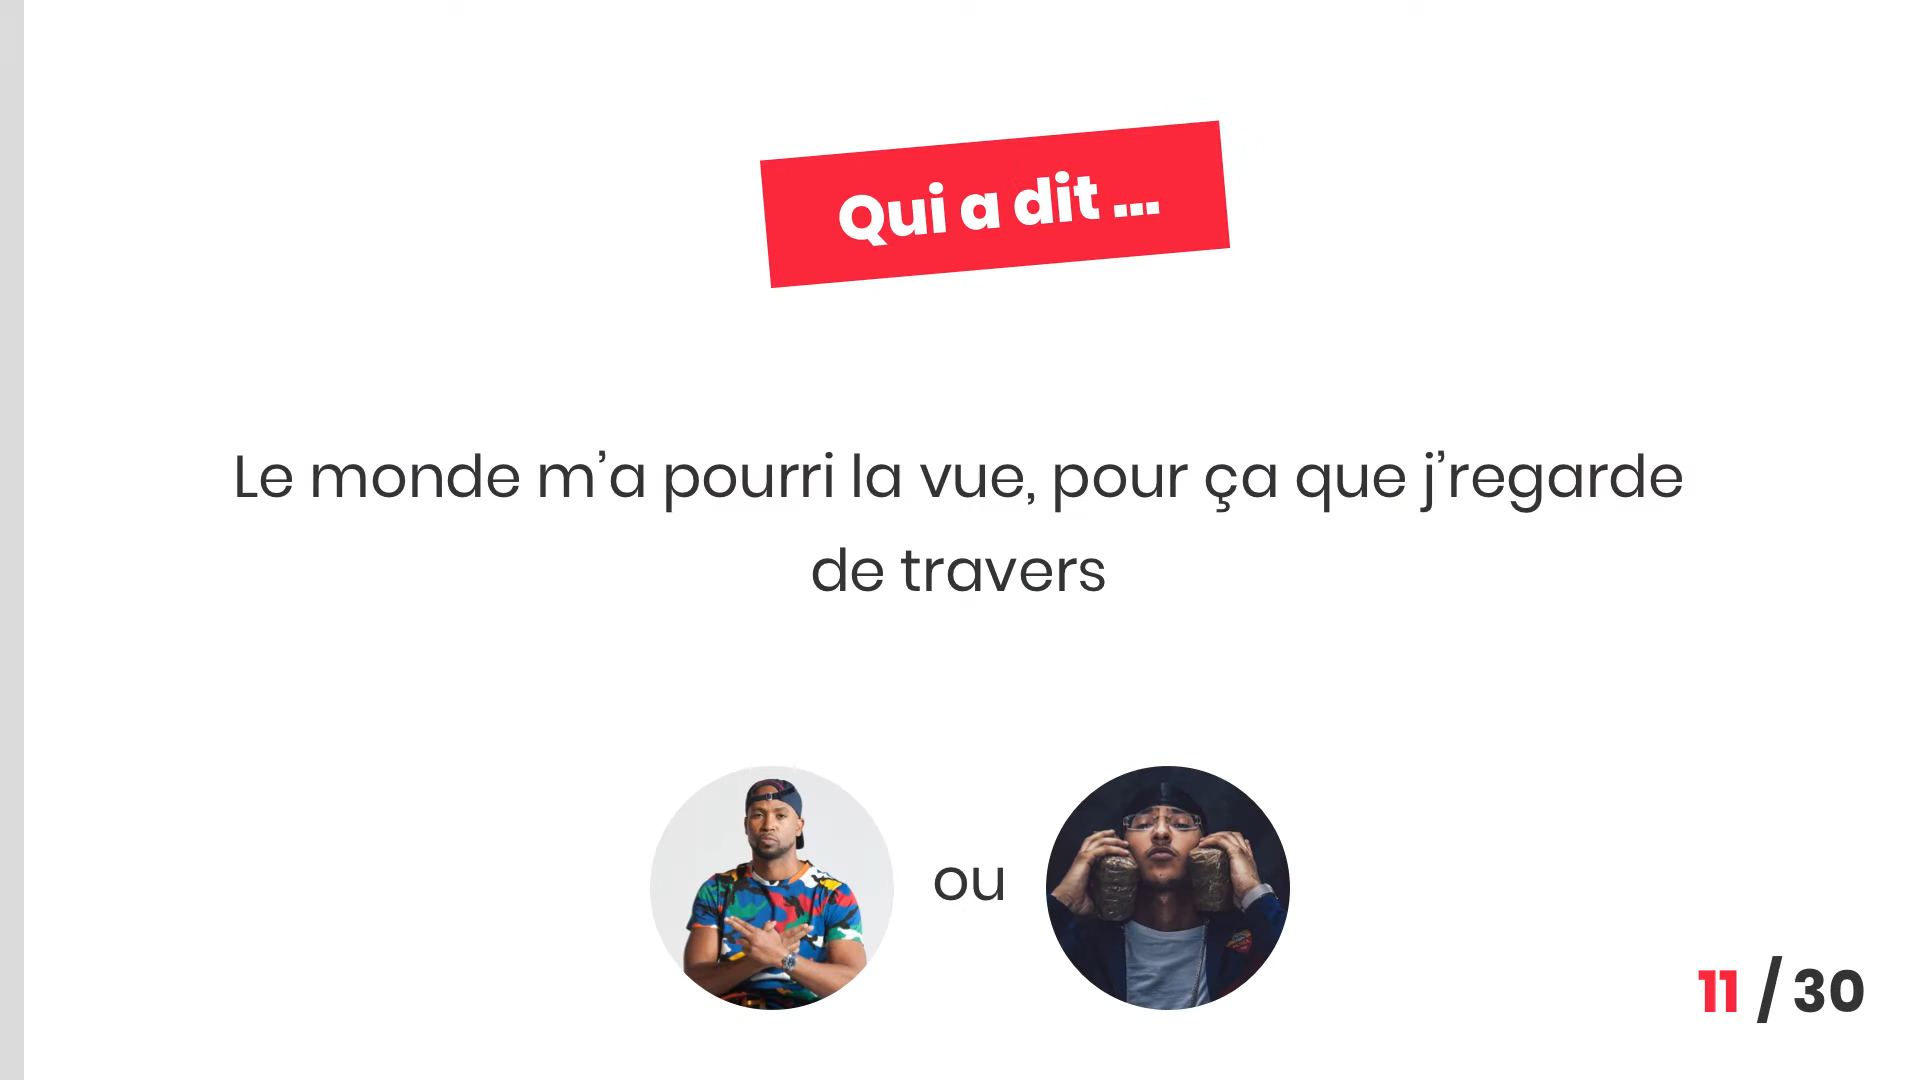 Qui a dit ...
Le monde m’a pourri la vue, pour ça que j’regarde
de travers
ou
11 / 30